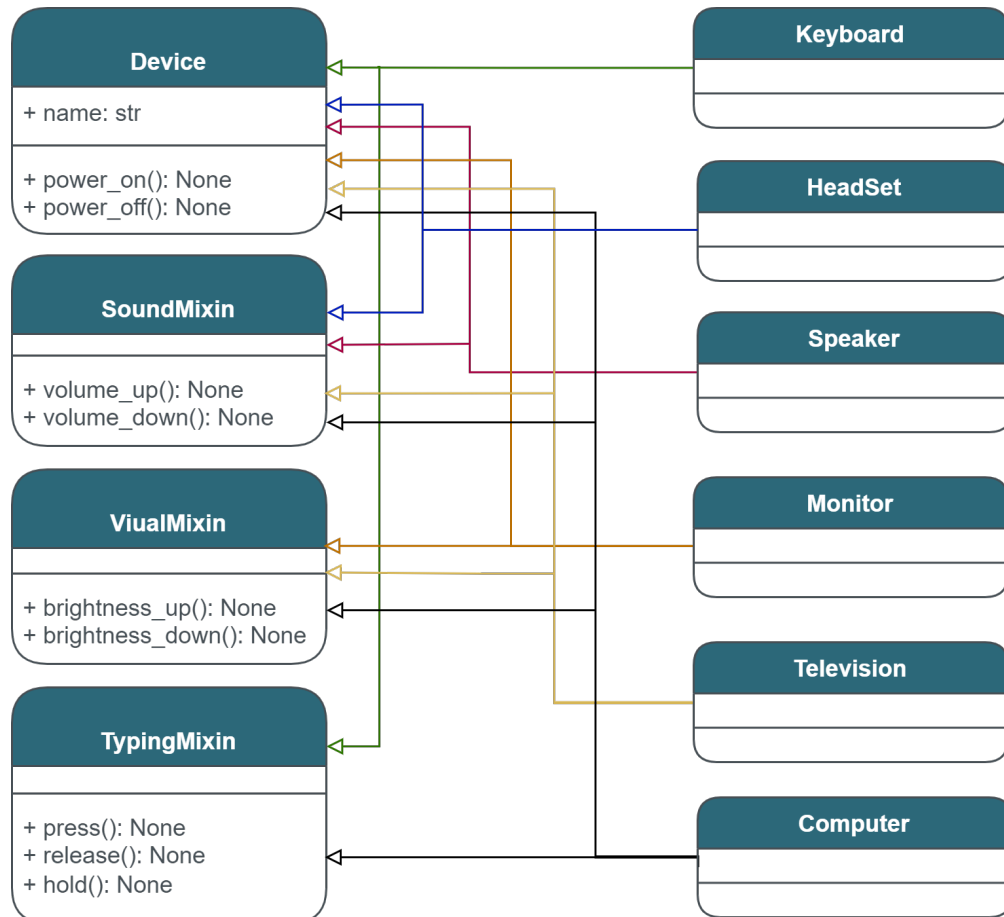 Device
+ name: str
+ power_on(): None
+ power_off(): None
SoundMixin
+ volume_up(): None
+ volume_down(): None
ViualMixin
+ brightness_up(): None
+ brightness_down(): None
TypingMixin
+ press(): None
+ release(): None
+ hold(): None
Keyboard
HeadSet
Speaker
Monitor
Television
Computer